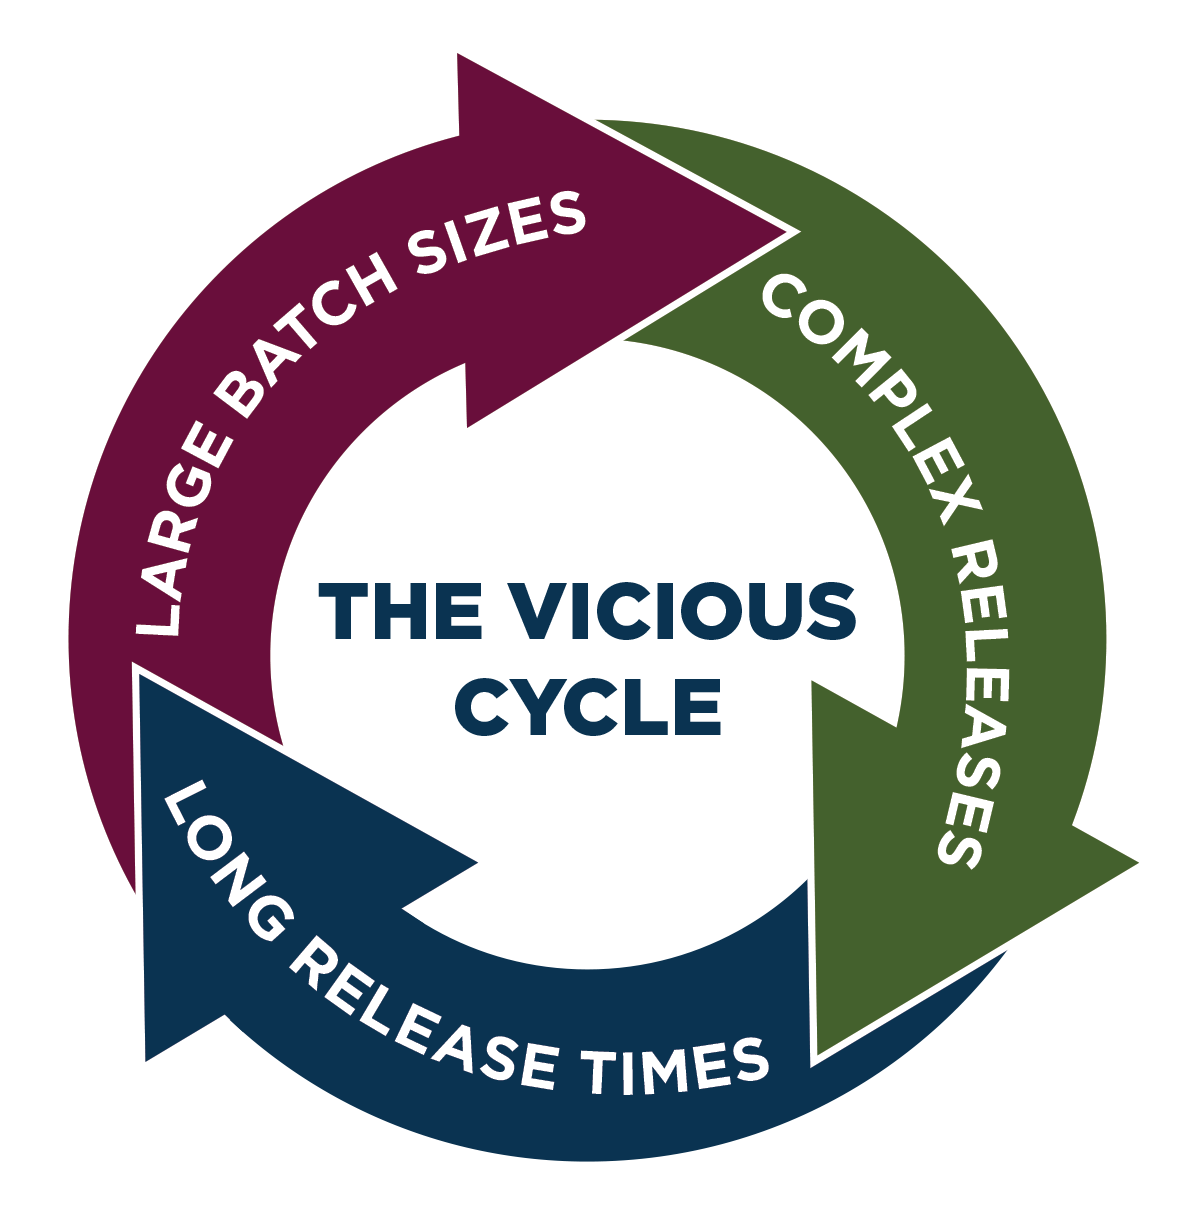 LARGE BATCH SIZES
COMPLEX RELEASES
THE VICIOUS
CYCLE
LONG RELEASE TIMES